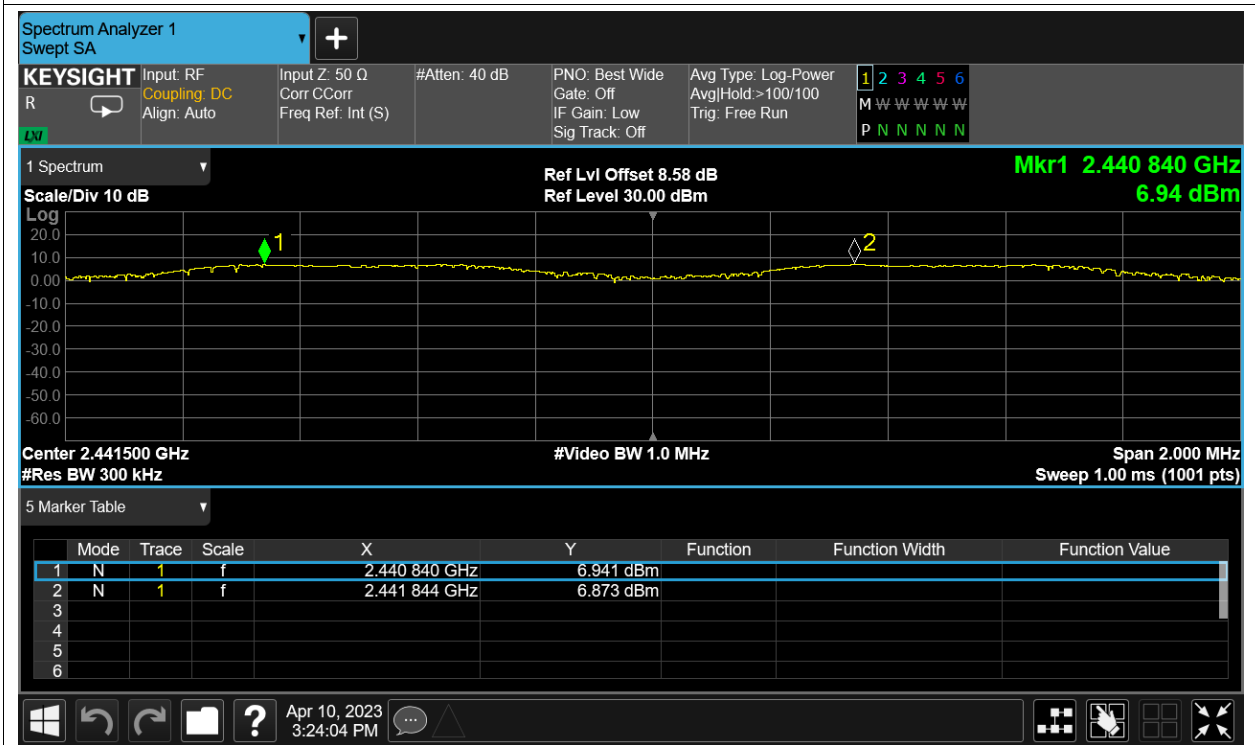 Spectrum Analyzer 1
Swept SA
KEYSIGHT
R
LXI
Input: RF
Coupling: DC
Align: Auto
Input Z: 50 Ω
Corr CCorr
Freq Ref: Int (S)
#Atten: 40 dB
PNO: Best Wide
Gate: Off
IF Gain: Low
Sig Track: Off
Avg Type: Log-Power
Avg|Hold:>100/100
Trig: Free Run
1 2 3 4 5 6
M W W W W W
P N N N N N
1 Spectrum
Scale/Div 10 dB
Ref Lvl Offset 8.58 dB
Ref Level 30.00 dBm
Mkr1 2.440 840 GHz
6.94 dBm
Log
20.0
10.0
0.00
-10.0
-20.0
-30.0
-40.0
-50.0
-60.0
1
2
Center 2.441500 GHz
#Res BW 300 kHz
#Video BW 1.0 MHz
Span 2.000 MHz
Sweep 1.00 ms (1001 pts)
5 Marker Table
Mode Trace Scale X Y Function Function Width Function Value
1 N 1 f 2.440 840 GHz 6.941 dBm
2 N 1 f 2.441 844 GHz 6.873 dBm
3
4
5
6
?
Apr 10, 2023
3:24:04 PM